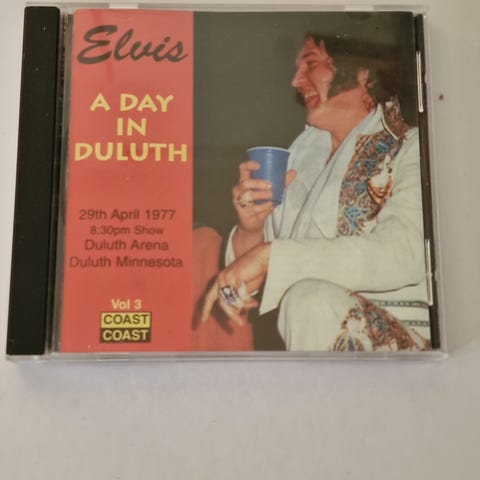 Elvis
A DAY
IN
DULUTH
29th April 1977
8:30pm Show
Duluth Arena
Duluth Minnesota
Vol 3
COAST
COAST